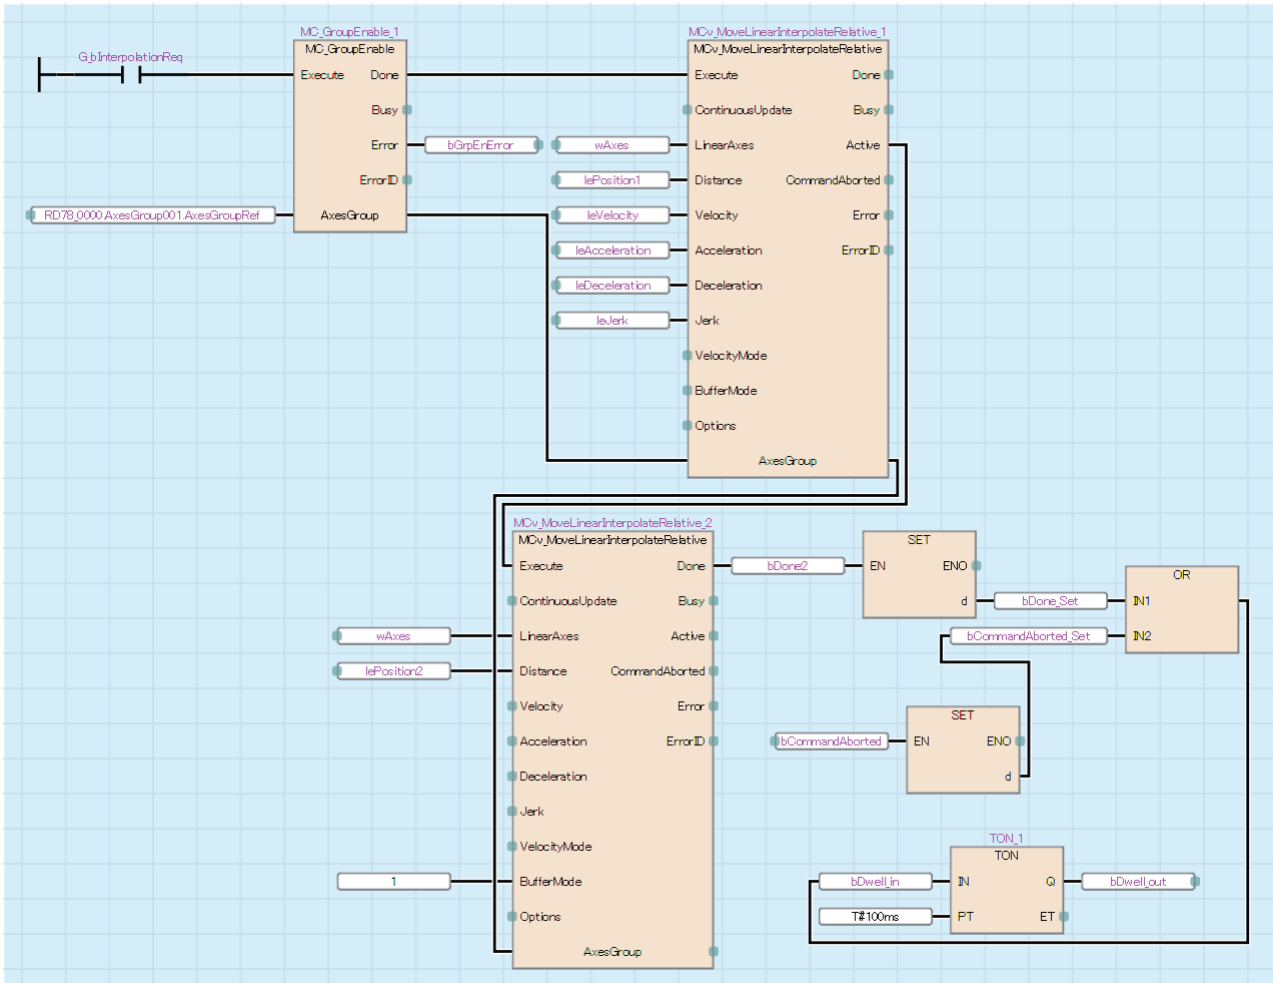 MC_GroupEnable_1
MCv_MoveLinearInterpolateRelative_1
G_bInterpolationReq
MC_GroupEnable
MCv_MoveLinearInterpolateRelative
Execute Done
Execute Done
Busy
ContinuousUpdate Busy
Error
bGrpEnError
wAxes
LinearAxes Active
ErrorID
lePosition1
Distance CommandAborted
RD78_0000.AxesGroup001.AxesGroupRef
AxesGroup
leVelocity
Velocity Error
leAcceleration
Acceleration ErrorID
leDeceleration
Deceleration
leJerk
Jerk
VelocityMode
BufferMode
Options
AxesGroup
MCv_MoveLinearInterpolateRelative_2
MCv_MoveLinearInterpolateRelative
SET
Execute Done
bDone2
EN ENO
OR
ContinuousUpdate Busy
d
bDone_Set
IN1
wAxes
LinearAxes Active
bCommandAborted_Set
IN2
lePosition2
Distance CommandAborted
Velocity Error
SET
Acceleration ErrorID
bCommandAborted
EN ENO
Deceleration
d
Jerk
TON_1
VelocityMode
TON
1
BufferMode
bDwell_in
IN Q
bDwell_out
Options
T#100ms
PT ET
AxesGroup